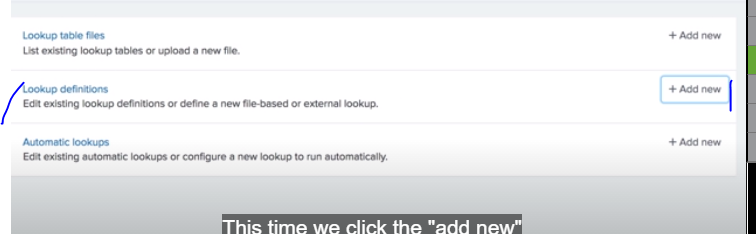 Lookup table files
+ Add new
List existing lookup tables or upload a new file.
Lookup definitions
+ Add new
Edit existing lookup definitions or define a new file-based or external lookup.
Automatic lookups
+ Add new
Edit existing automatic lookups or configure a new lookup to run automatically.
This time we click the "add new"